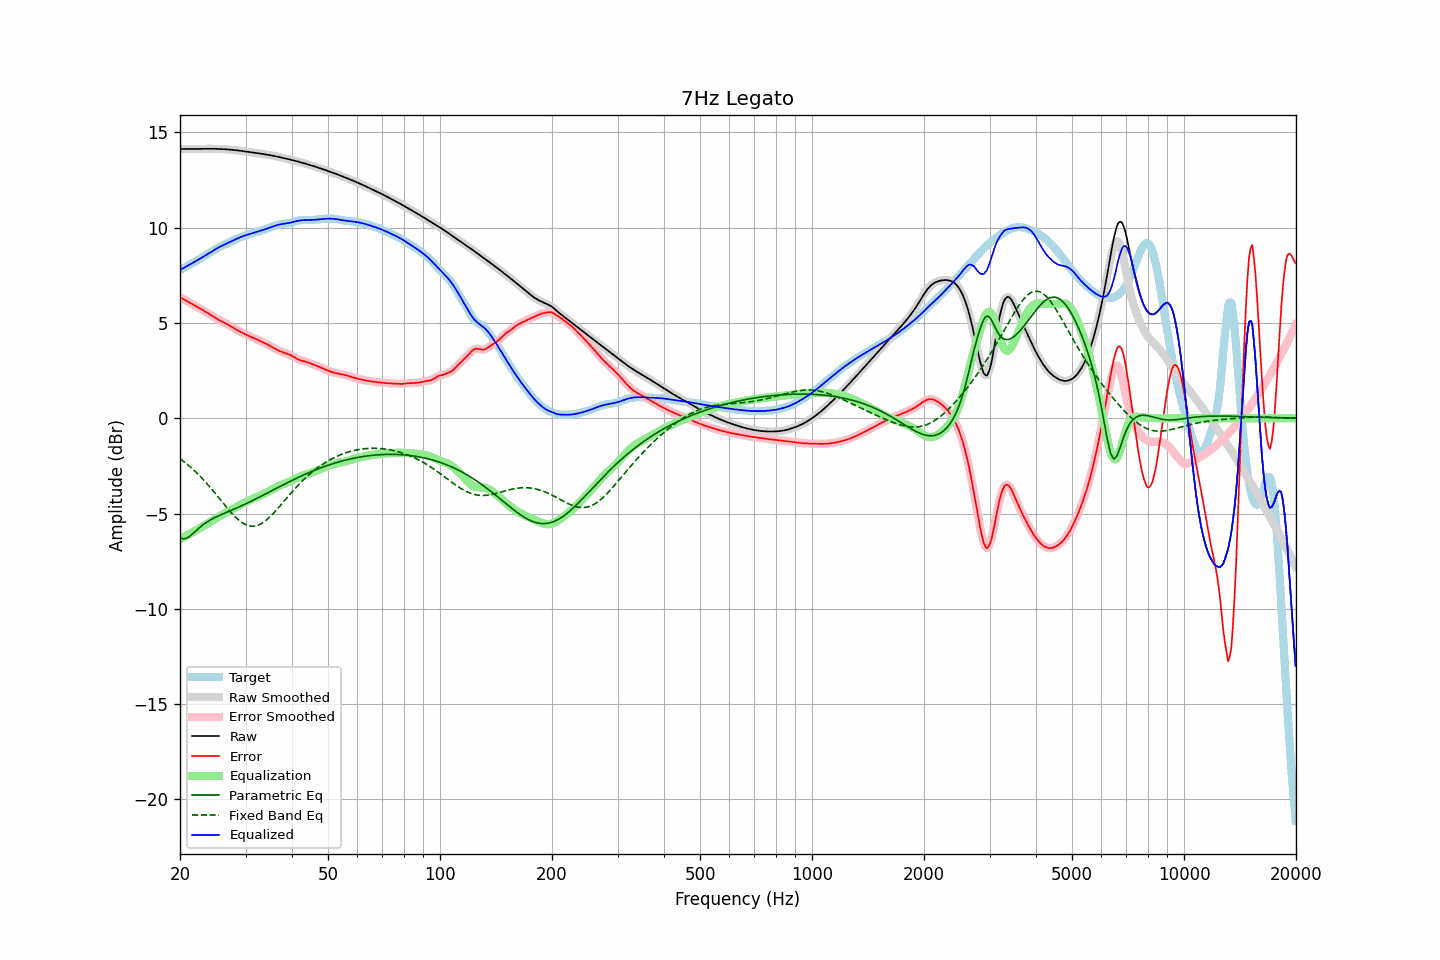 7Hz Legato
Amplitude (dBr)
15
10
5
0
−5
−10
−15
−20
Target
Raw Smoothed
Error Smoothed
Raw
Error
Equalization
Parametric Eq
Fixed Band Eq
Equalized
20 50 100 200 500 1000 2000 5000 10000 20000
Frequency (Hz)